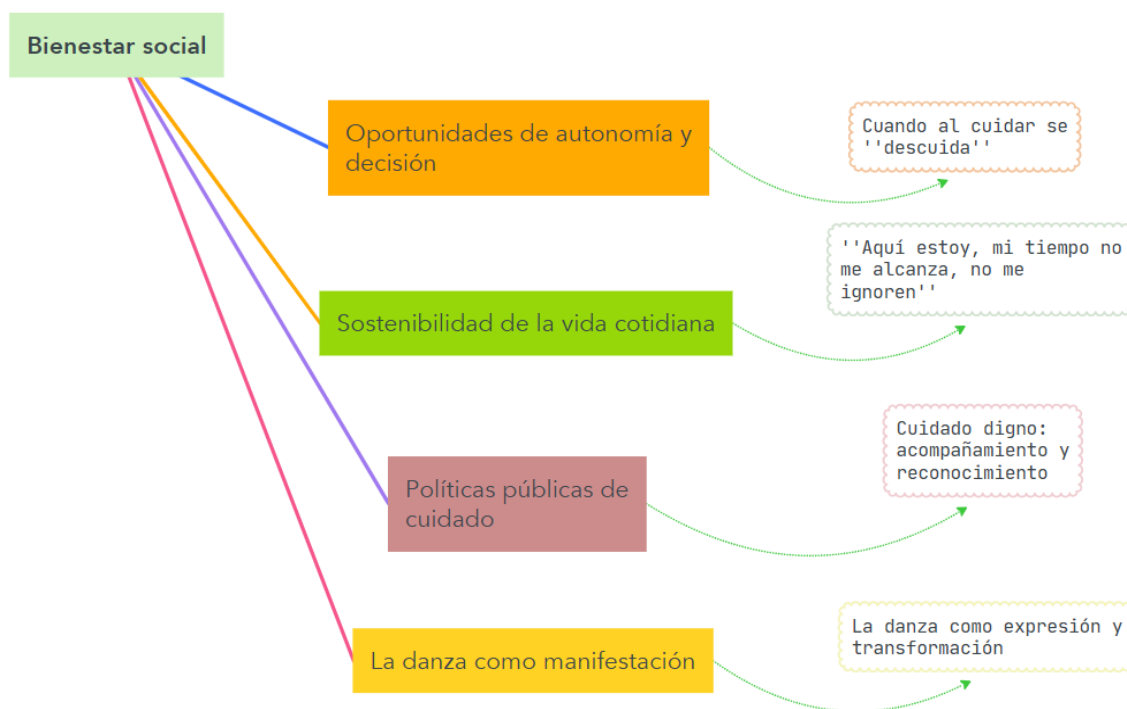 Bienestar social
Oportunidades de autonomía y
decisión
Cuando al cuidar se
''descuida''
''Aquí estoy, mi tiempo no
me alcanza, no me
ignoren''
Sostenibilidad de la vida cotidiana
Cuidado digno:
acompañamiento y
reconocimiento
Políticas públicas de
cuidado
La danza como expresión y
transformación
La danza como manifestación